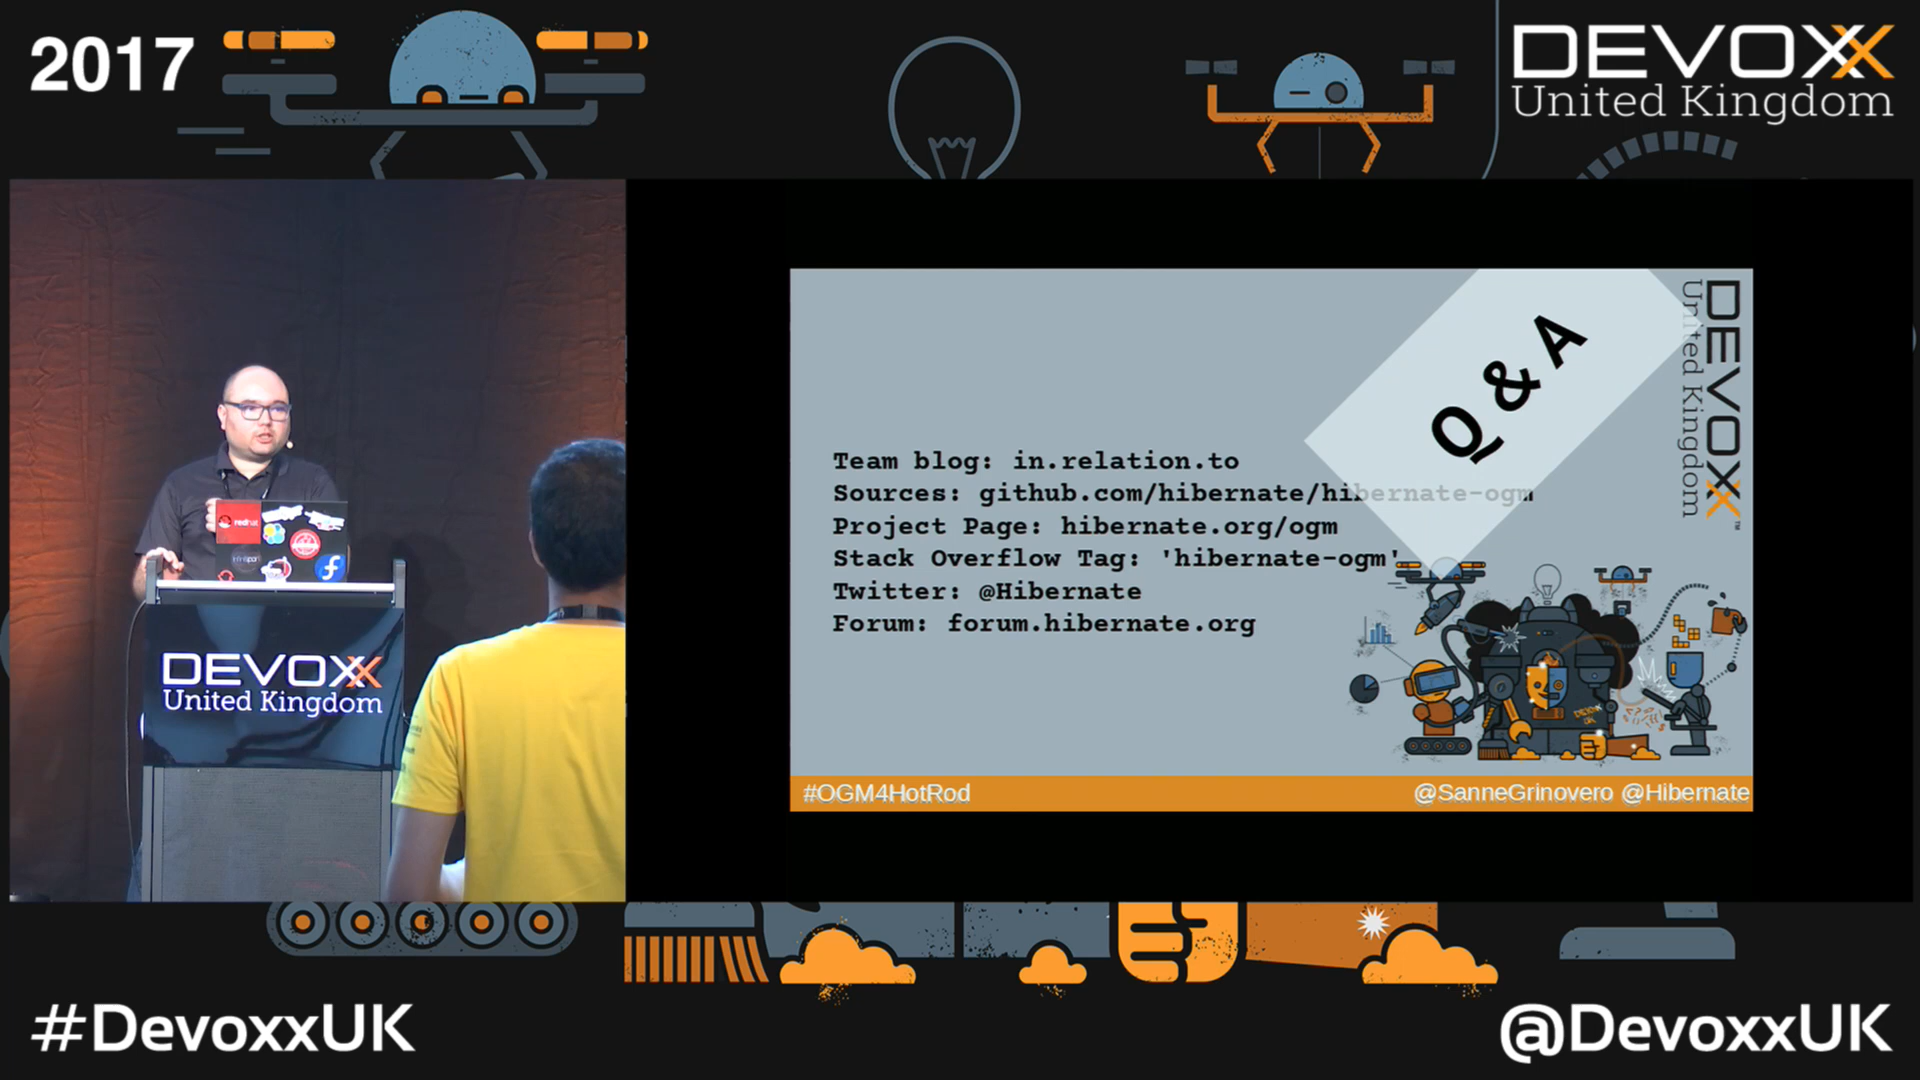 2017
DEVOXX
United Kingdom
redhat
DEVOXX
United Kingdom
Q & A
DEVOXX™
United Kingdom
Team blog: in.relation.to
Sources: github.com/hibernate/hibernate-ogm
Project Page: hibernate.org/ogm
Stack Overflow Tag: 'hibernate-ogm'
Twitter: @Hibernate
Forum: forum.hibernate.org
#OGM4HotRod
@SanneGrinovero @Hibernate
#DevoxxUK
@DevoxxUK